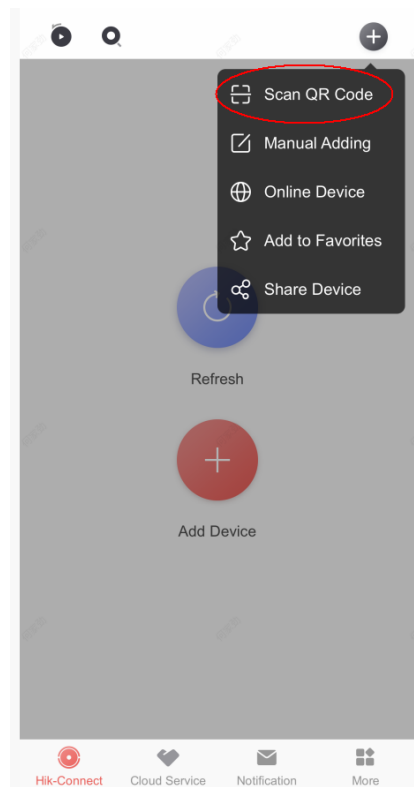 Scan QR Code
Manual Adding
Online Device
Add to Favorites
Share Device
Refresh
Add Device
Hik-Connect
Cloud Service
Notification
More